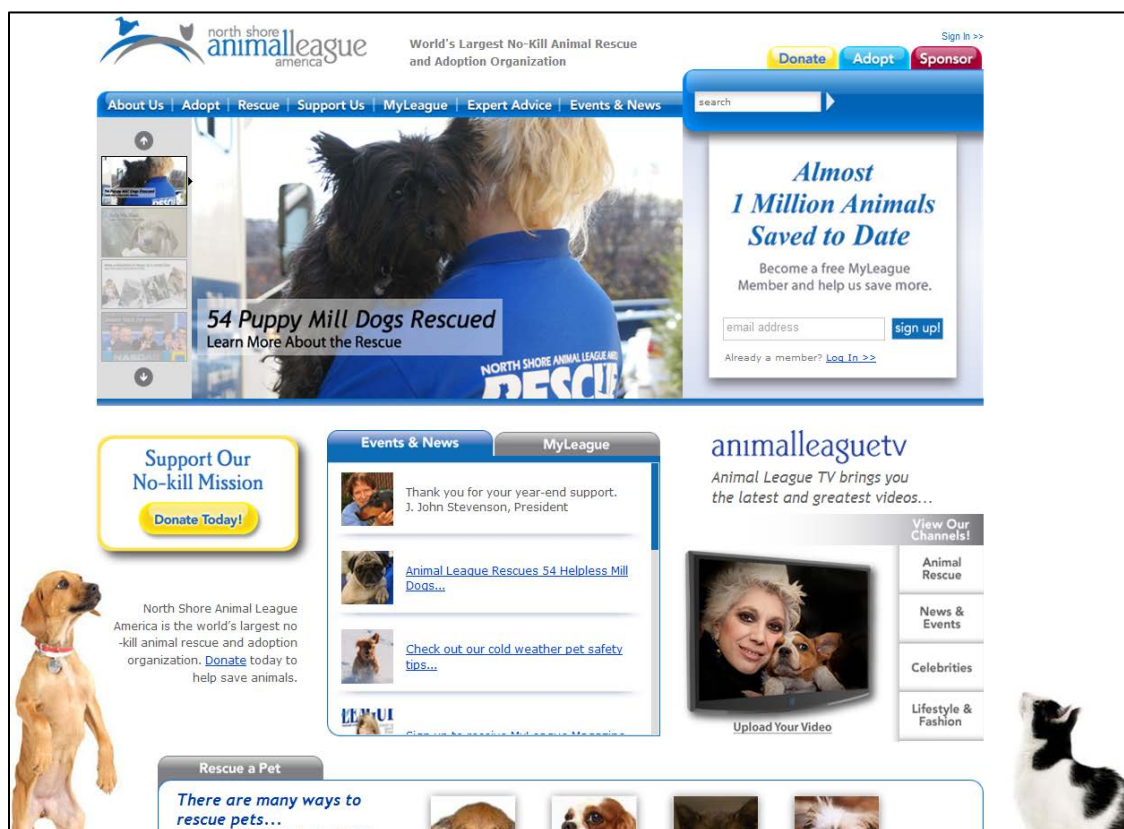 north shore
animalleague
america
World's Largest No-Kill Animal Rescue
and Adoption Organization
Sign In >>
Donate
Adopt
Sponsor
About Us | Adopt | Rescue | Support Us | MyLeague | Expert Advice | Events & News
search
54 Puppy Mill Dogs Rescued
Learn More About the Rescue
NORTH SHORE ANIMAL LEAGUE
RESCUE
Almost
1 Million Animals
Saved to Date
Become a free MyLeague
Member and help us save more.
email address
sign up!
Already a member? Log In >>
Support Our
No-kill Mission
Donate Today!
North Shore Animal League
America is the world's largest no
-kill animal rescue and adoption
organization. Donate today to
help save animals.
Events & News
MyLeague
Thank you for your year-end support.
J. John Stevenson, President
Animal League Rescues 54 Helpless Mill
Dogs...
Check out our cold weather pet safety
tips...
Sign up to receive MyLeague Magazine
animalleaguetv
Animal League TV brings you
the latest and greatest videos...
View Our
Channels!
Animal
Rescue
News &
Events
Celebrities
Lifestyle &
Fashion
Upload Your Video
Rescue a Pet
There are many ways to
rescue pets...